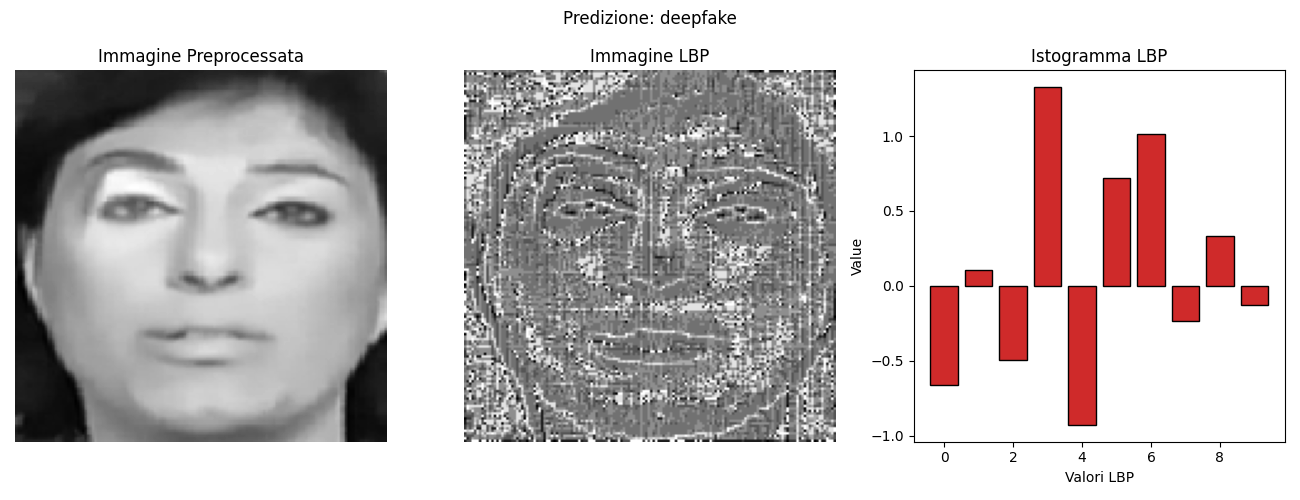 Predizione: deepfake
Immagine Preprocessata
Immagine LBP
Istogramma LBP
Value
1.0
0.5
0.0
−0.5
−1.0
0 2 4 6 8
Valori LBP